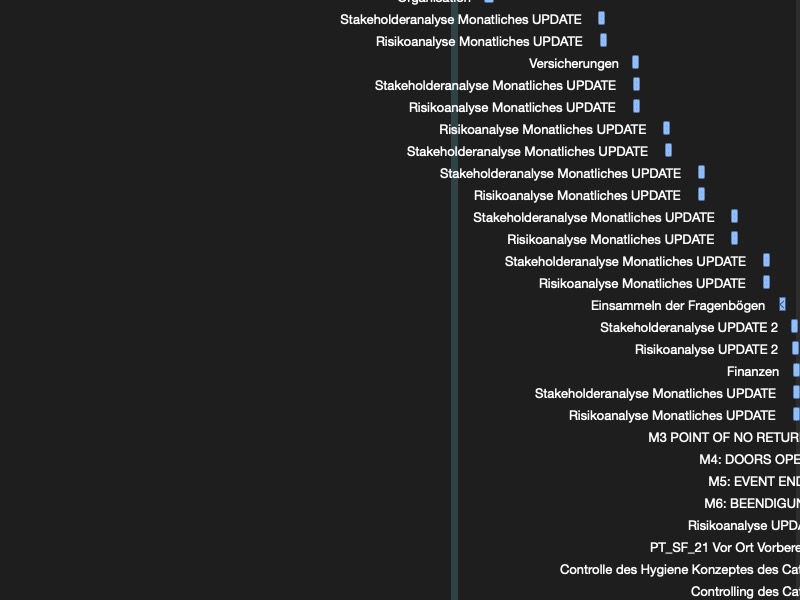 Organisation
Stakeholderanalyse Monatliches UPDATE
Risikoanalyse Monatliches UPDATE
Versicherungen
Stakeholderanalyse Monatliches UPDATE
Risikoanalyse Monatliches UPDATE
Risikoanalyse Monatliches UPDATE
Stakeholderanalyse Monatliches UPDATE
Stakeholderanalyse Monatliches UPDATE
Risikoanalyse Monatliches UPDATE
Stakeholderanalyse Monatliches UPDATE
Risikoanalyse Monatliches UPDATE
Stakeholderanalyse Monatliches UPDATE
Risikoanalyse Monatliches UPDATE
Einsammeln der Fragenbögen
Stakeholderanalyse UPDATE 2
Risikoanalyse UPDATE 2
Finanzen
Stakeholderanalyse Monatliches UPDATE
Risikoanalyse Monatliches UPDATE
M3 POINT OF NO RETUR
M4: DOORS OPE
M5: EVENT END
M6: BEENDIGUN
Risikoanalyse UPDA
PT_SF_21 Vor Ort Vorbere
Controlle des Hygiene Konzeptes des Cat
Controlling des Cat